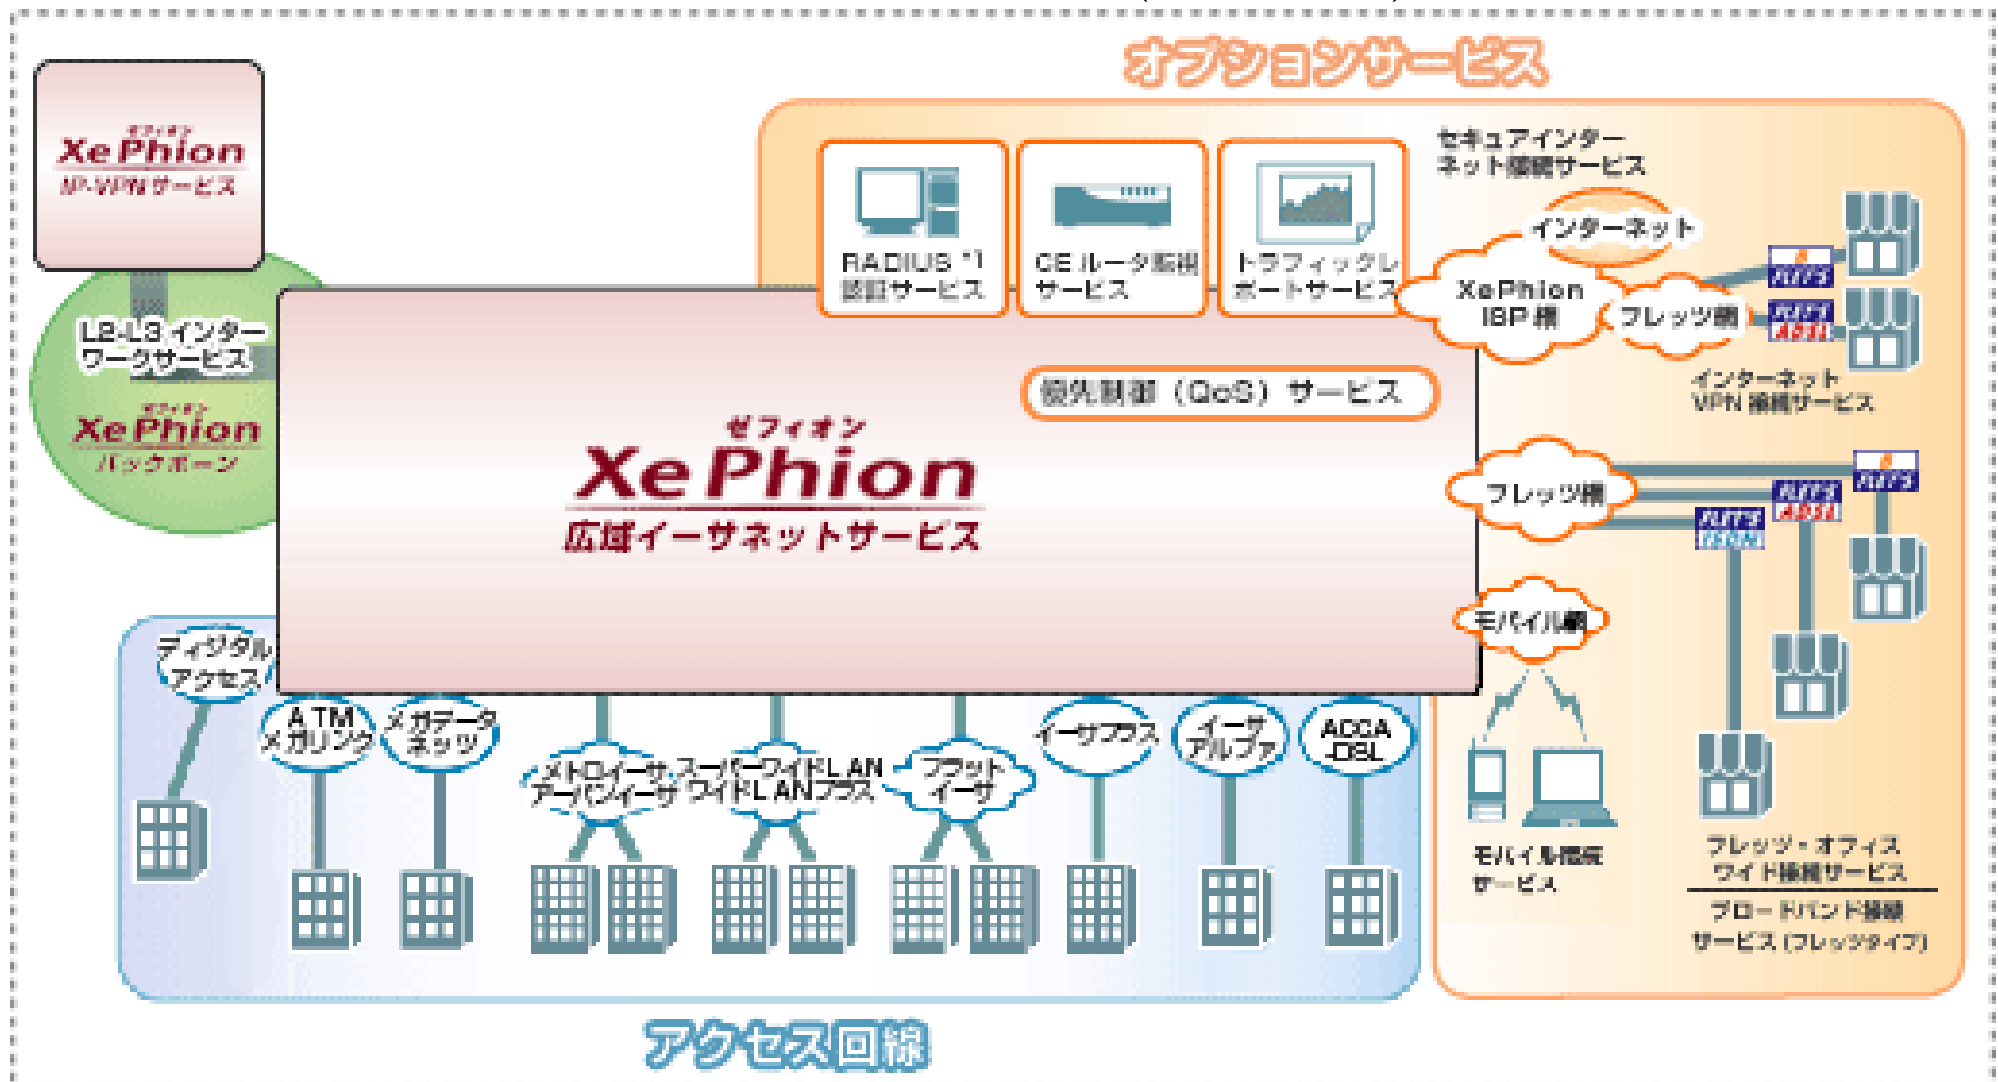 オプションサービス
ゼフィオン
XePhion
IP-VPNサービス
セキュアインター
ネット接続サービス
RADIUS *1
認証サービス
CEルータ監視
サービス
トラフィックレ
ポートサービス
インターネット
XePhion
ISP網
フレッツ網
FLET'S
FLET'S
ADSL
インターネット
VPN 接続サービス
L2-L3 インター
ワークサービス
ゼフィオン
XePhion
バックボーン
優先制御（QoS）サービス
ゼフィオン
XePhion
広域イーサネットサービス
フレッツ網
FLET'S
FLET'S
ADSL
FLET'S
モバイル網
ディジタル
アクセス
ATM
メガリンク
メガデータ
ネッツ
メトロイーサ
アーバンイーサ
スーパーワイドLAN
ワイドLANプラス
フラット
イーサ
イーサプラス
イーサ
アルファ
ACCA
-DSL
モバイル接続
サービス
フレッツ・オフィス
ワイド接続サービス
ブロードバンド接続
サービス (フレッツタイプ)
アクセス回線